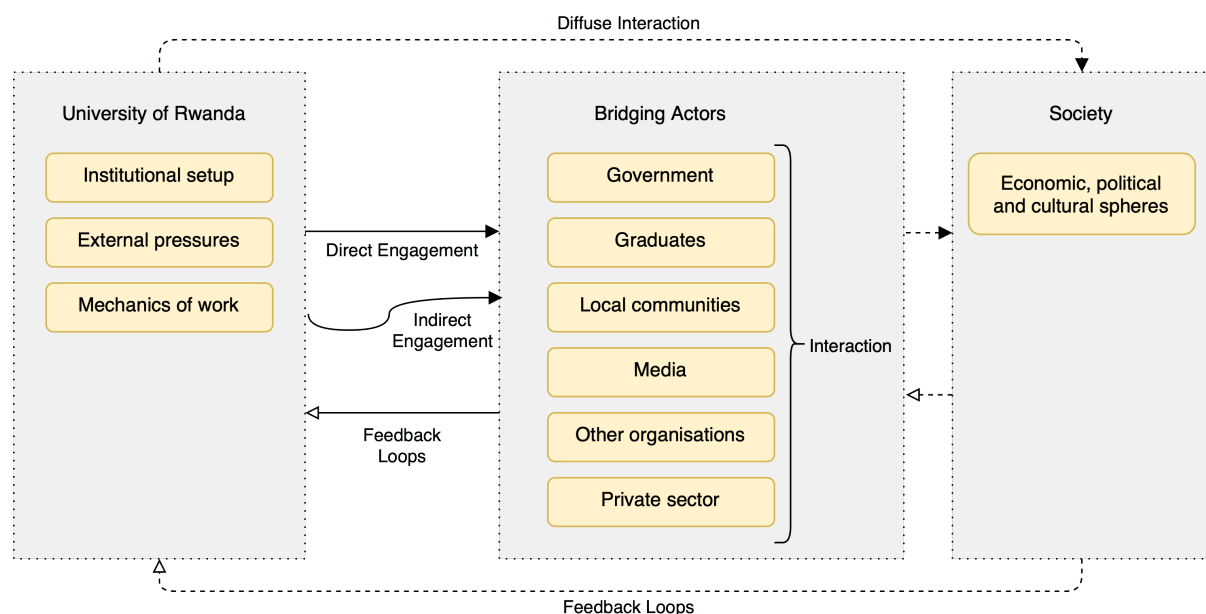 Diffuse Interaction
University of Rwanda
Institutional setup
External pressures
Mechanics of work
Direct Engagement
Indirect
Engagement
Feedback
Loops
Bridging Actors
Government
Graduates
Local communities
Media
Other organisations
Private sector
Interaction
Society
Economic, political
and cultural spheres
Feedback Loops